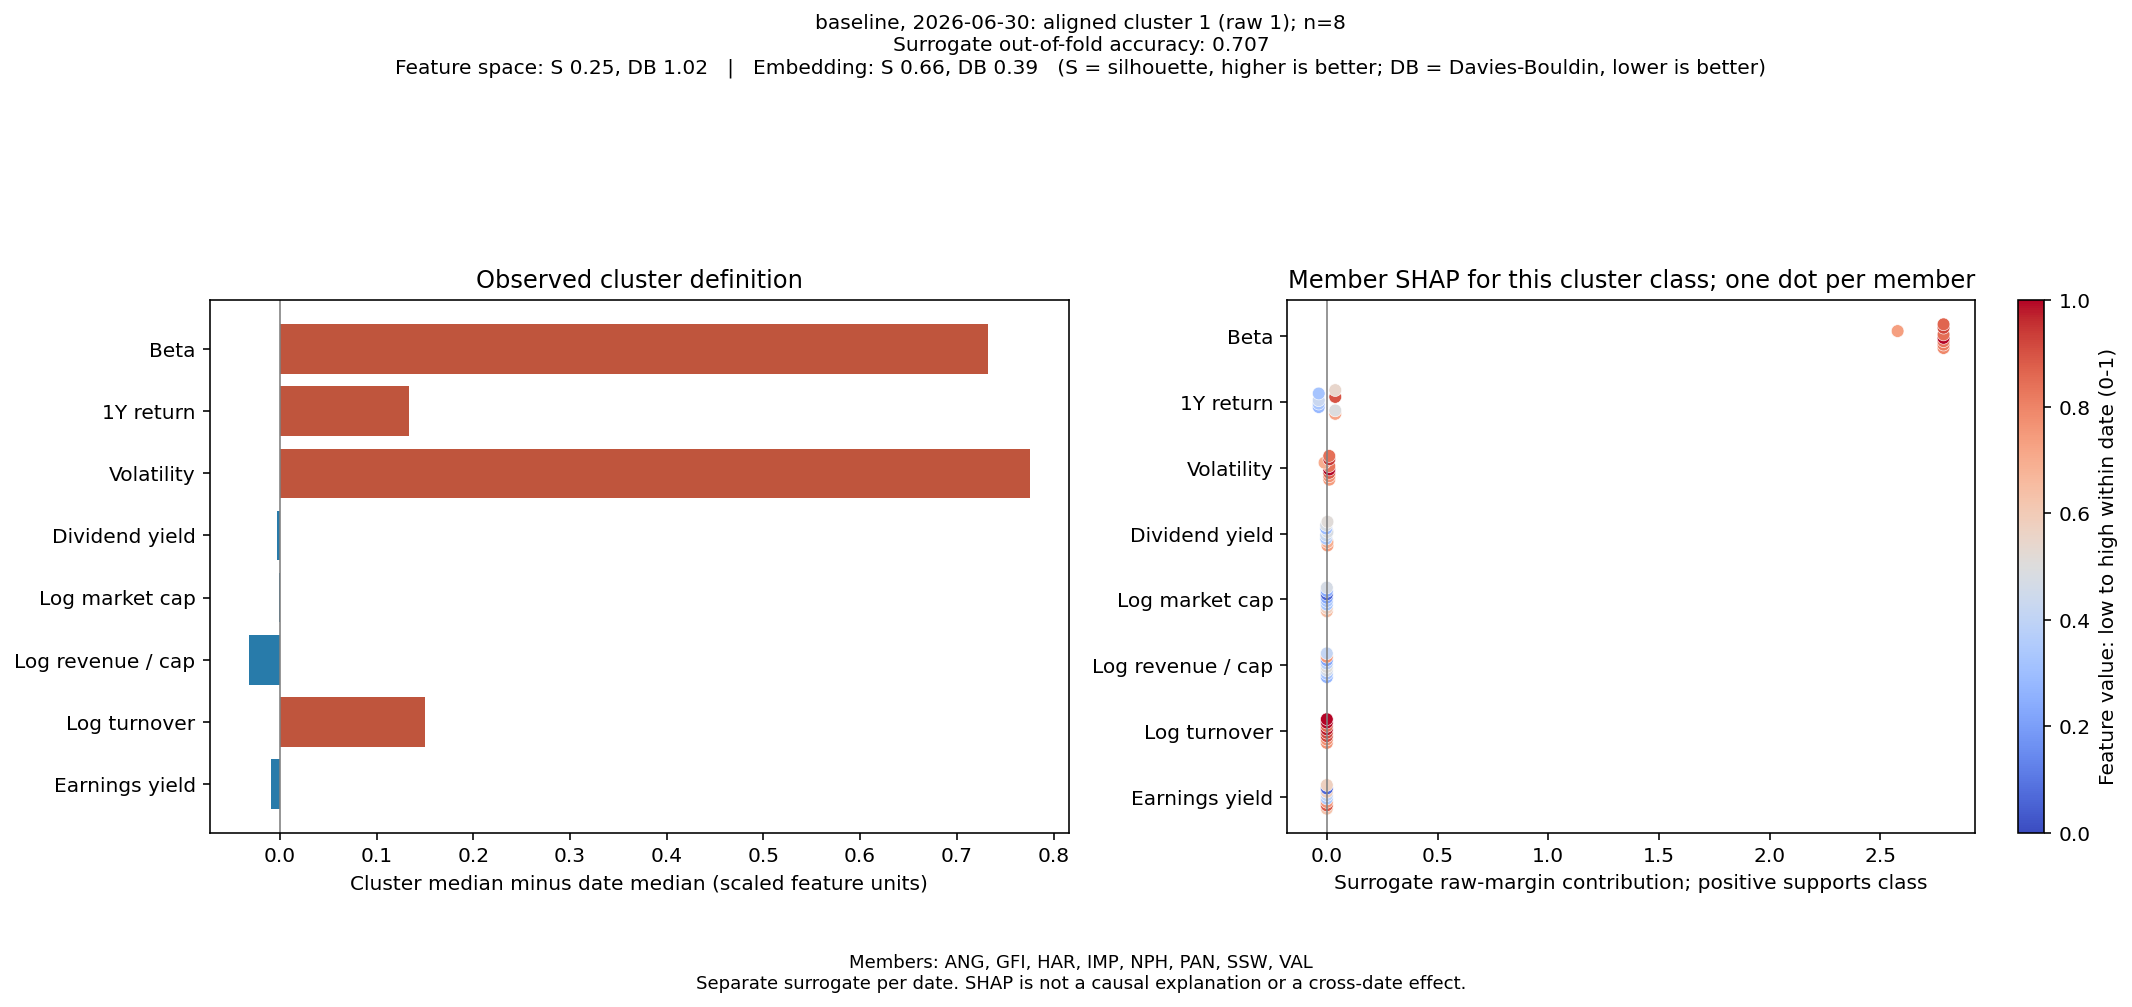 baseline, 2026-06-30: aligned cluster 1 (raw 1); n=8
Surrogate out-of-fold accuracy: 0.707
Feature space: S 0.25, DB 1.02   |   Embedding: S 0.66, DB 0.39   (S = silhouette, higher is better; DB = Davies-Bouldin, lower is better)
Observed cluster definition
Beta
1Y return
Volatility
Dividend yield
Log market cap
Log revenue / cap
Log turnover
Earnings yield
0.0 0.1 0.2 0.3 0.4 0.5 0.6 0.7 0.8
Cluster median minus date median (scaled feature units)
Member SHAP for this cluster class; one dot per member
Beta
1Y return
Volatility
Dividend yield
Log market cap
Log revenue / cap
Log turnover
Earnings yield
0.0 0.5 1.0 1.5 2.0 2.5
Surrogate raw-margin contribution; positive supports class
1.0
0.8
0.6
0.4
0.2
0.0
Feature value: low to high within date (0-1)
Members: ANG, GFI, HAR, IMP, NPH, PAN, SSW, VAL
Separate surrogate per date. SHAP is not a causal explanation or a cross-date effect.